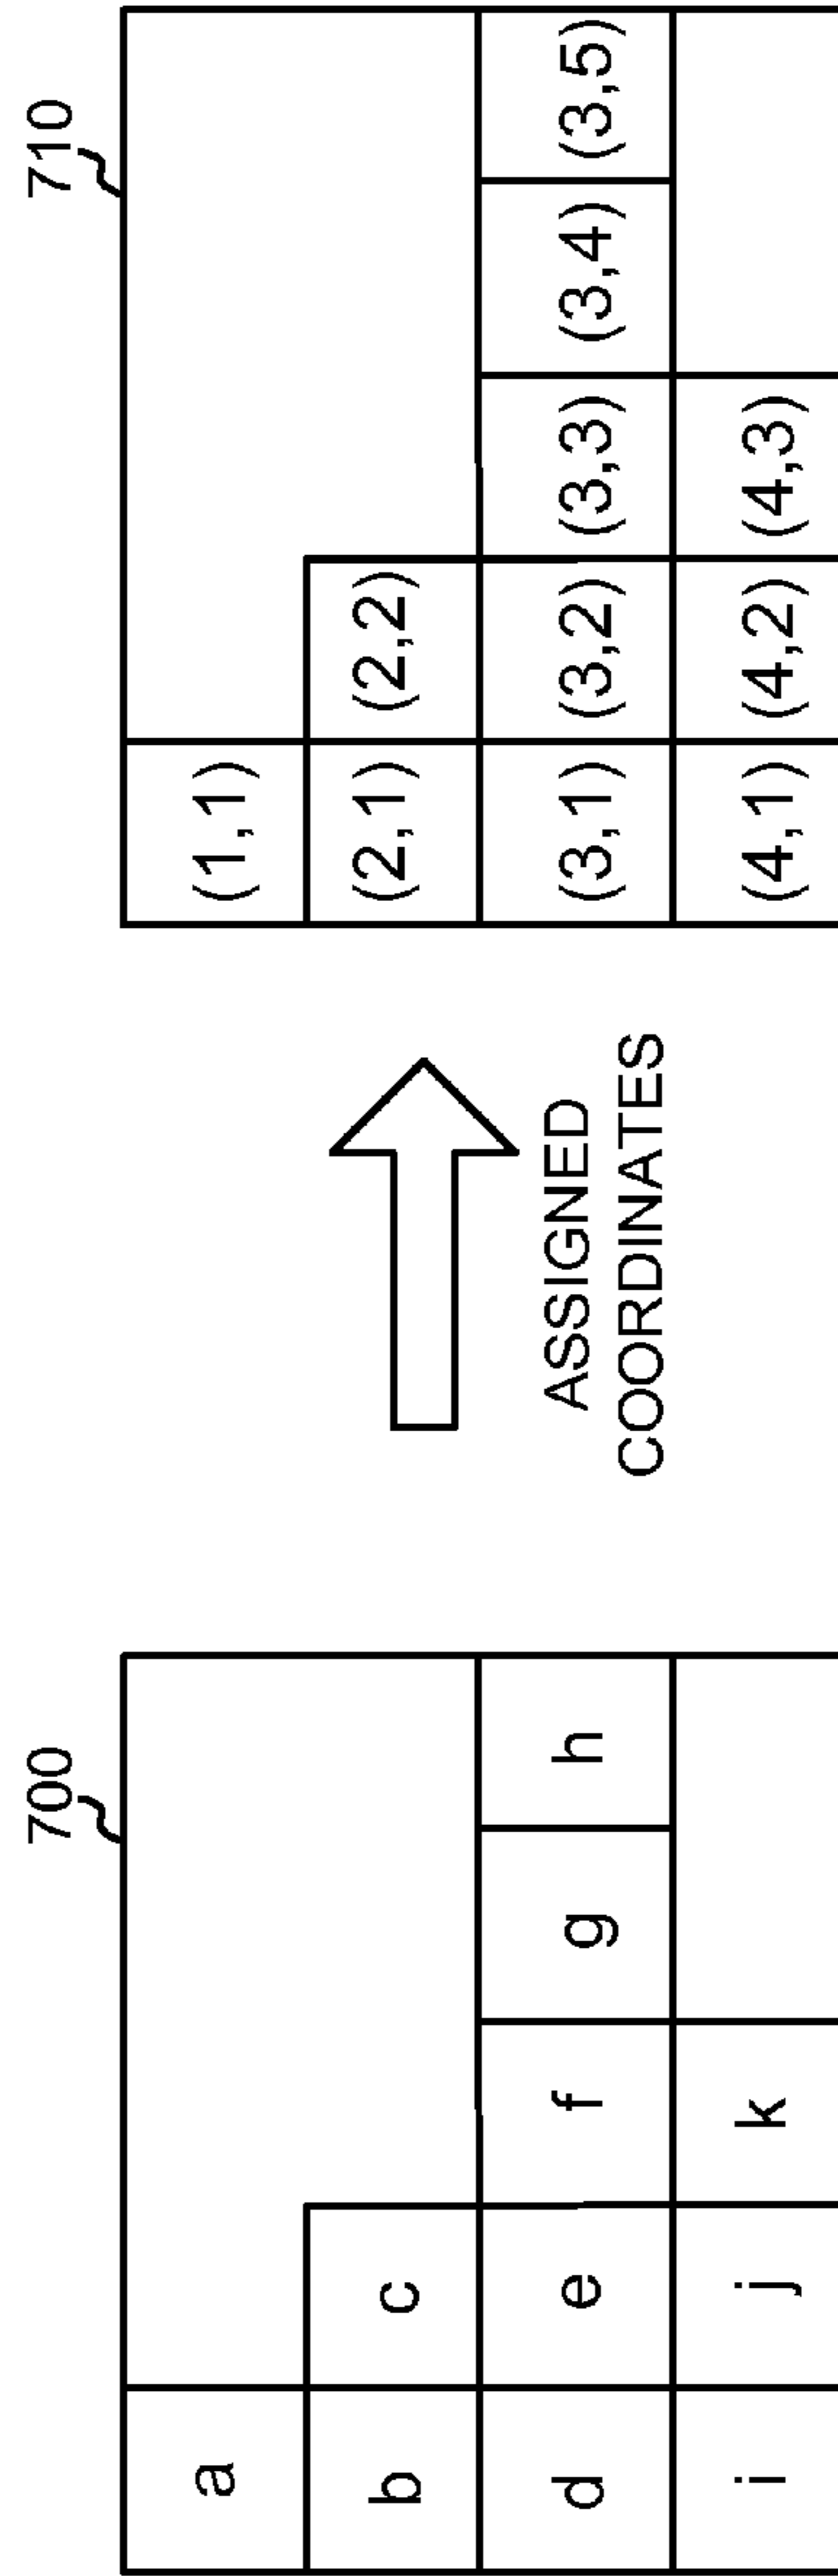 700
a
b c
d e f g h
i j k
ASSIGNED
COORDINATES
710
(1,1)
(2,1) (2,2)
(3,1) (3,2) (3,3) (3,4) (3,5)
(4,1) (4,2) (4,3)